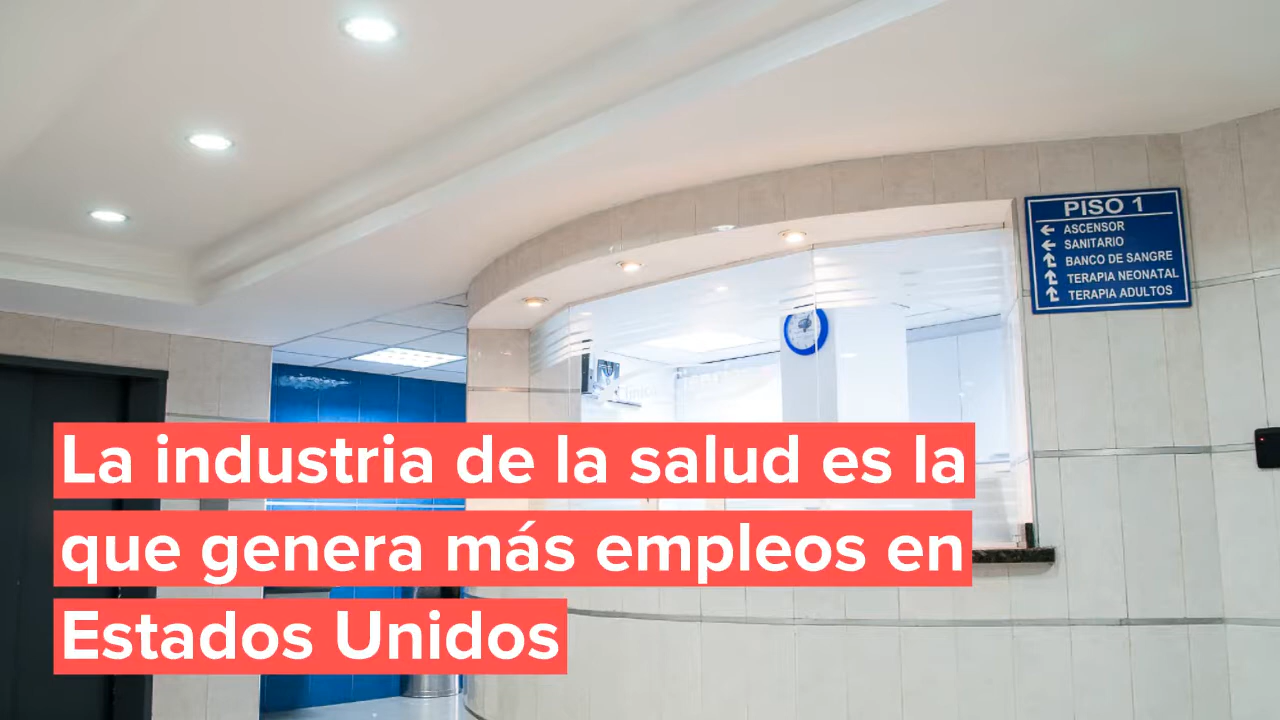 PISO 1
ASCENSOR
SANITARIO
BANCO DE SANGRE
TERAPIA NEONATAL
TERAPIA ADULTOS
La industria de la salud es la
que genera más empleos en
Estados Unidos